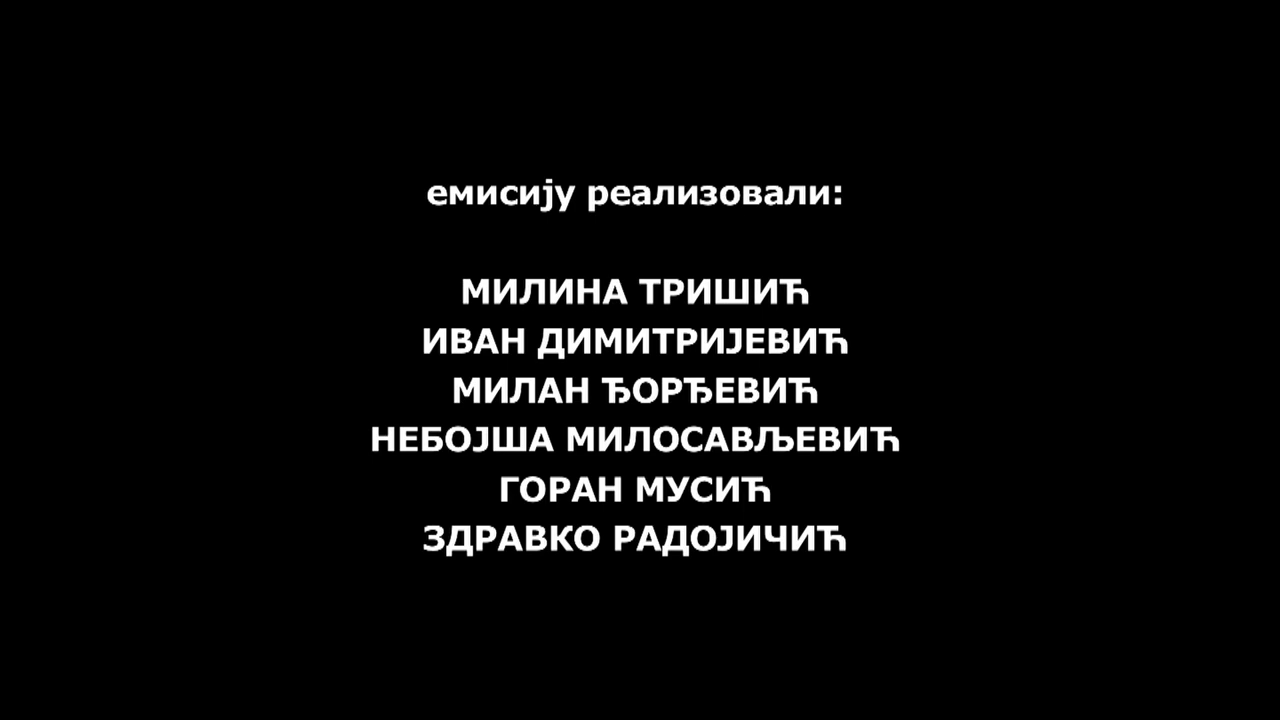 емисију реализовали:
МИЛИНА ТРИШИЋ
ИВАН ДИМИТРИЈЕВИЋ
МИЛАН ЂОРЂЕВИЋ
НЕБОЈША МИЛОСАВЉЕВИЋ
ГОРАН МУСИЋ
ЗДРАВКО РАДОЈИЧИЋ